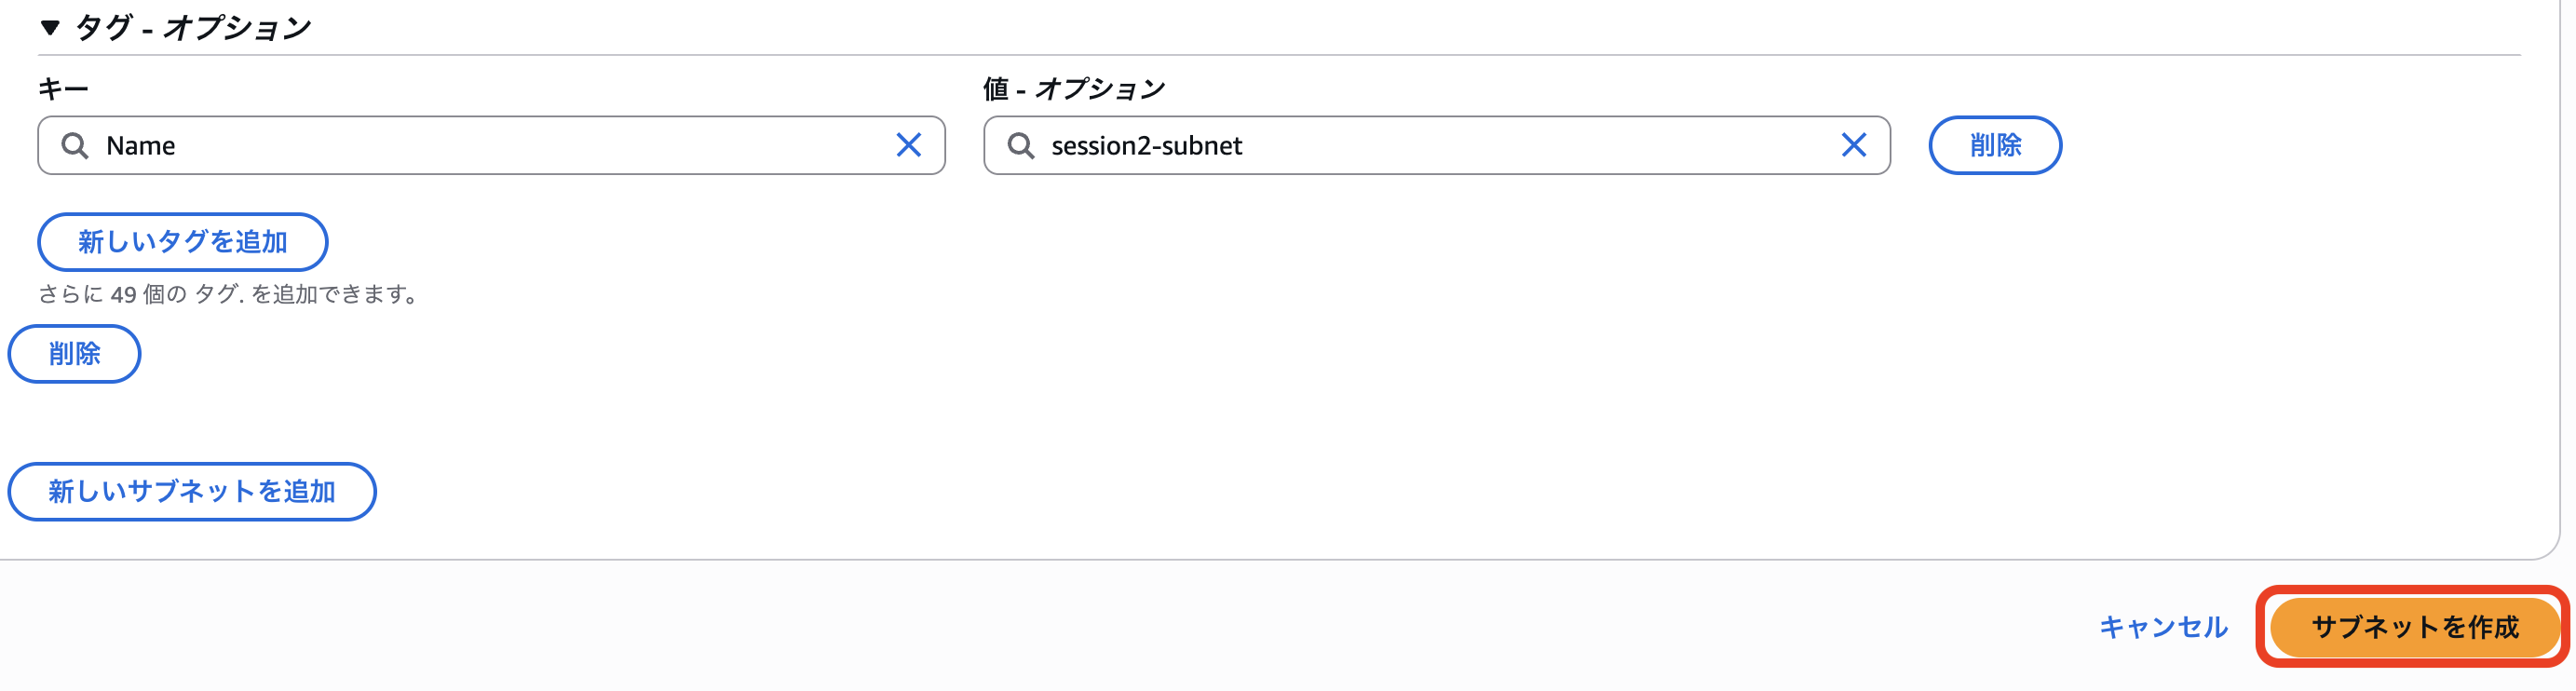 タグ - オプション
キー
値 - オプション
Name
session2-subnet
削除
新しいタグを追加
さらに 49 個の タグ. を追加できます。
削除
新しいサブネットを追加
キャンセル
サブネットを作成